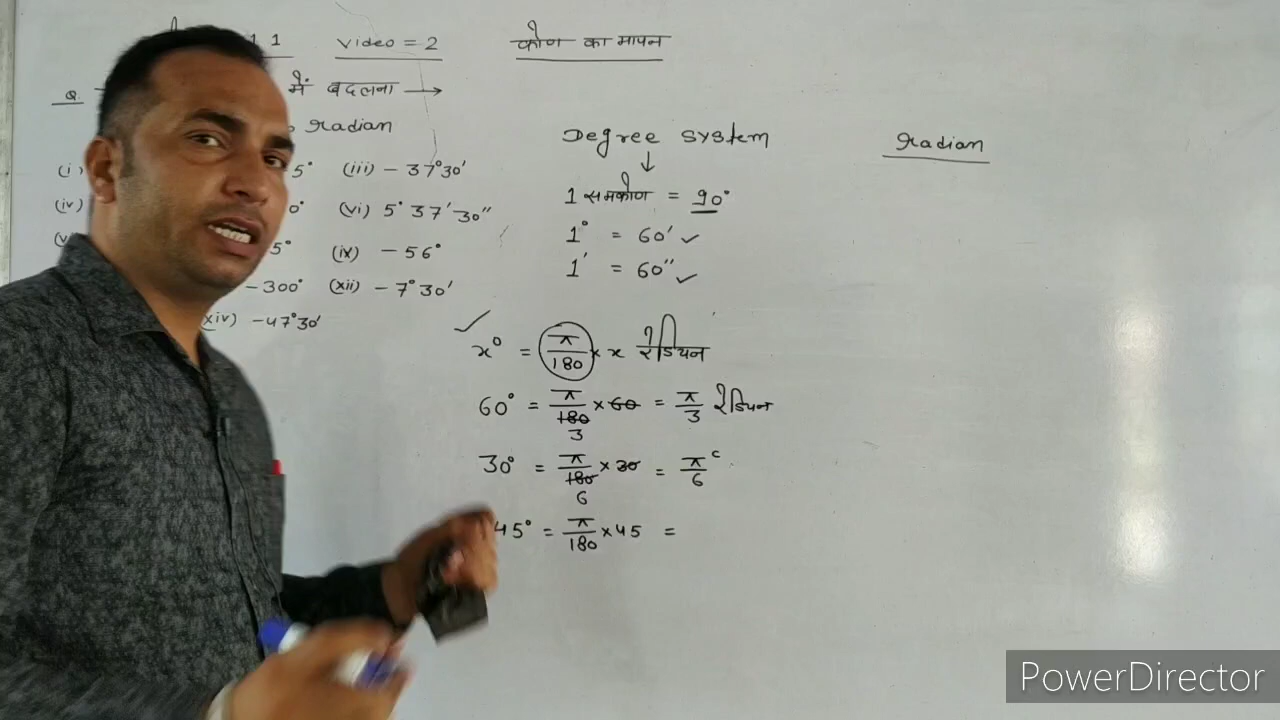 1 1 video = 2 कोण का मापन
Q में बदलना →
radian
(i) 5° (iii) - 37°30'
(iv) 0° (vi) 5° 37' 30"
5° (ix) - 56°
- 300° (xii) - 7°30'
(xiv) - 47°30'
Degree system
↓
1 समकोण = 90°
1° = 60' ✓
1' = 60" ✓
✓ x° = π/180 × x रेडियन
60° = π/180 × 60 = π/3 रेडियन
3
30° = π/180 × 30 = π/6 ᶜ
6
45° = π/180 × 45 =
radian
PowerDirector